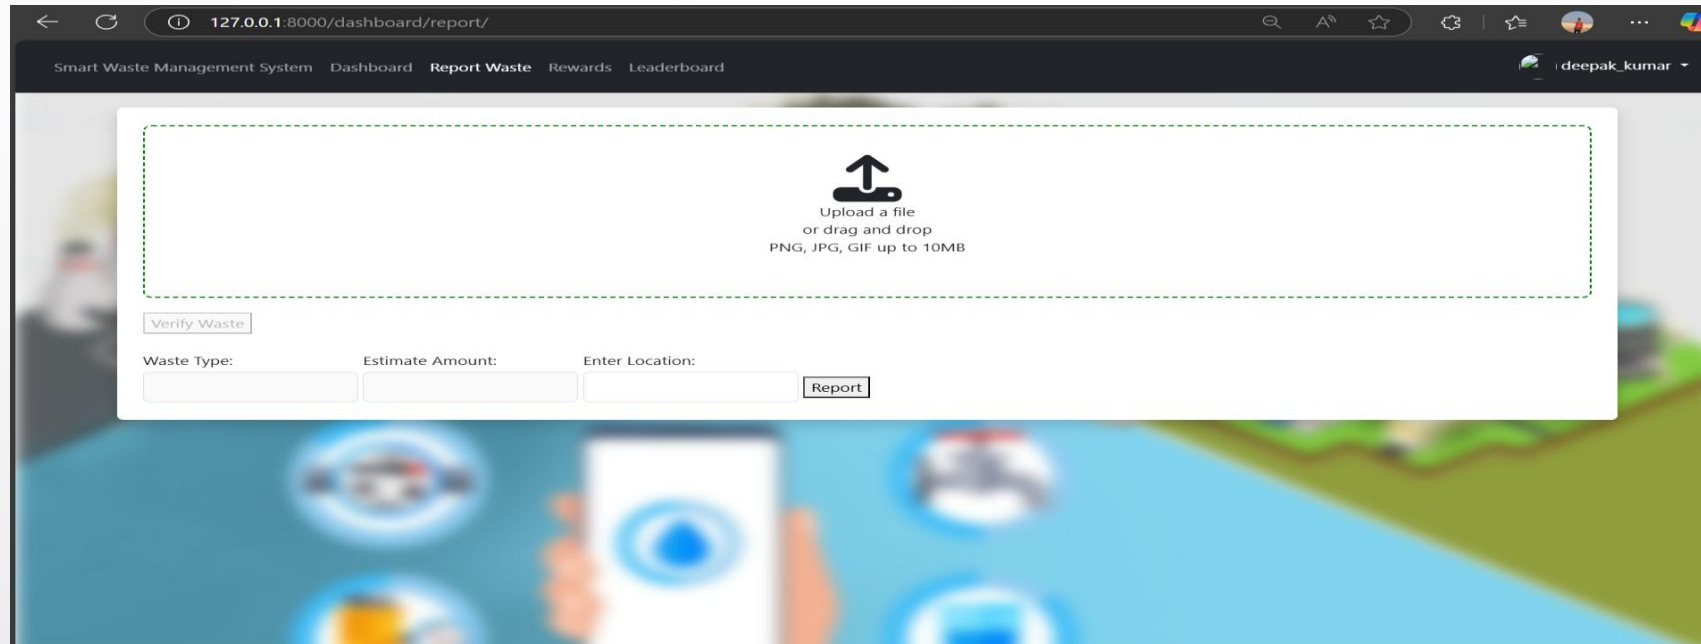 127.0.0.1:8000/dashboard/report/
Smart Waste Management System Dashboard Report Waste Rewards Leaderboard deepak_kumar
Upload a file
or drag and drop
PNG, JPG, GIF up to 10MB
Verify Waste
Waste Type: Estimate Amount: Enter Location:
Report